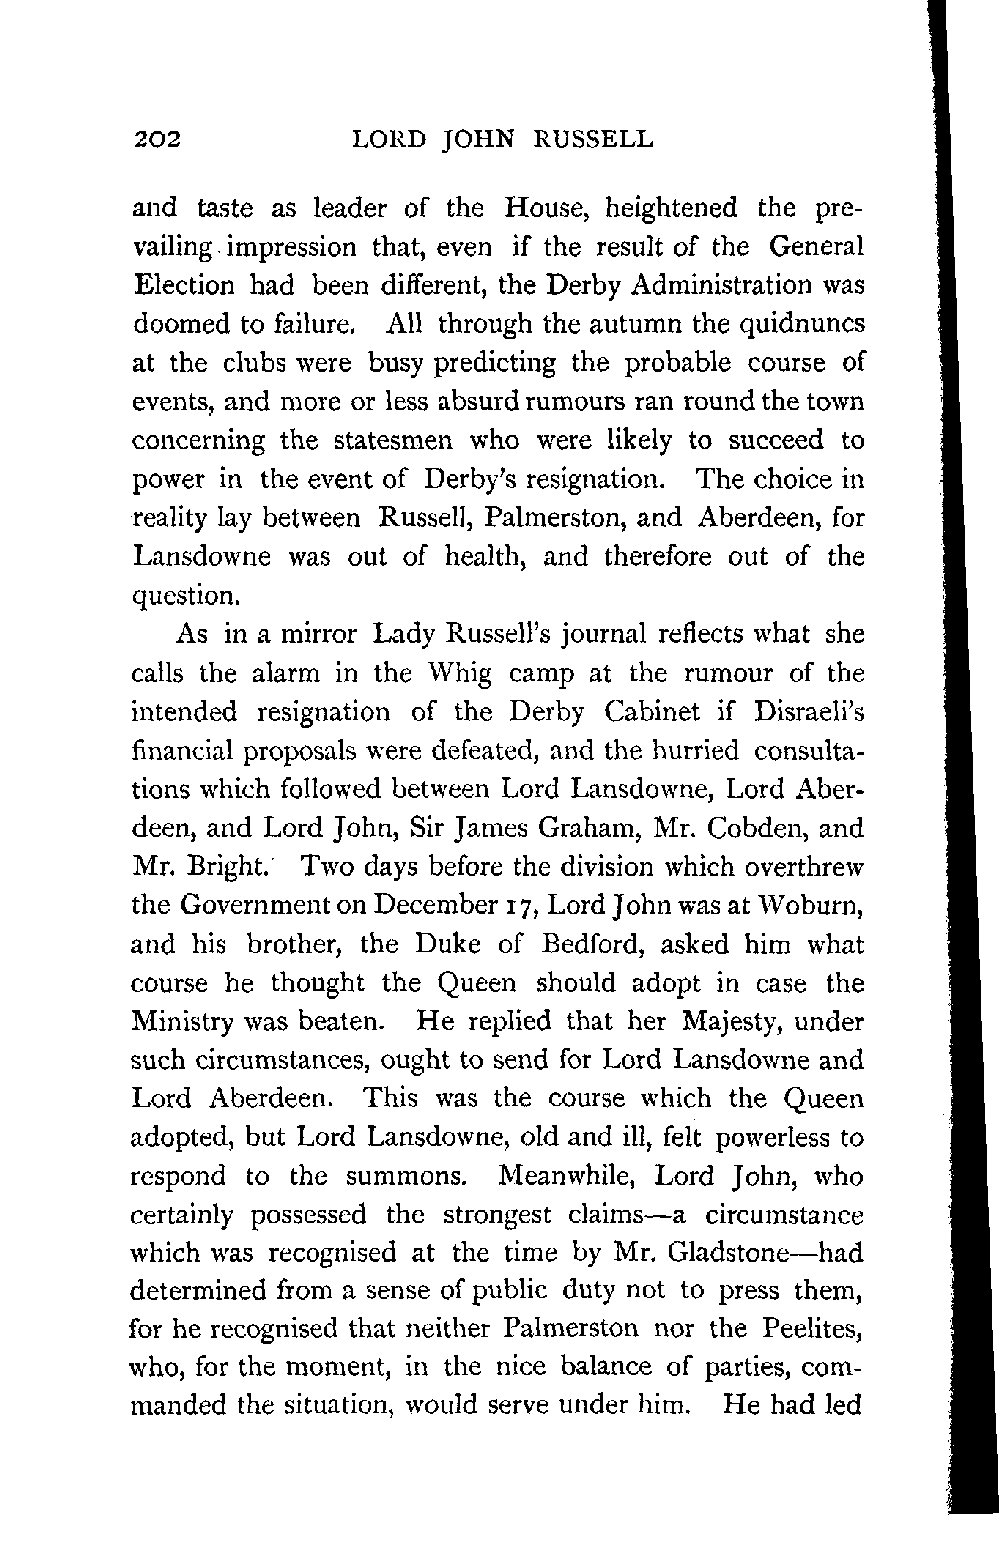 202 LORD JOHN RUSSELL
and taste as leader of the House, heightened the pre-
vailing impression that, even if the result of the General
Election had been different, the Derby Administration was
doomed to failure. All through the autumn the quidnuncs
at the clubs were busy predicting the probable course of
events, and more or less absurd rumours ran round the town
concerning the statesmen who were likely to succeed to
power in the event of Derby's resignation. The choice in
reality lay between Russell, Palmerston, and Aberdeen, for
Lansdowne was out of health, and therefore out of the
question.
As in a mirror Lady Russell's journal reflects what she
calls the alarm in the Whig camp at the rumour of the
intended resignation of the Derby Cabinet if Disraeli's
financial proposals were defeated, and the hurried consulta-
tions which followed between Lord Lansdowne, Lord Aber-
deen, and Lord John, Sir James Graham, Mr. Cobden, and
Mr. Bright. Two days before the division which overthrew
the Government on December 17, Lord John was at Woburn,
and his brother, the Duke of Bedford, asked him what
course he thought the Queen should adopt in case the
Ministry was beaten. He replied that her Majesty, under
such circumstances, ought to send for Lord Lansdowne and
Lord Aberdeen. This was the course which the Queen
adopted, but Lord Lansdowne, old and ill, felt powerless to
respond to the summons. Meanwhile, Lord John, who
certainly possessed the strongest claims—a circumstance
which was recognised at the time by Mr. Gladstone—had
determined from a sense of public duty not to press them,
for he recognised that neither Palmerston nor the Peelites,
who, for the moment, in the nice balance of parties, com-
manded the situation, would serve under him. He had led